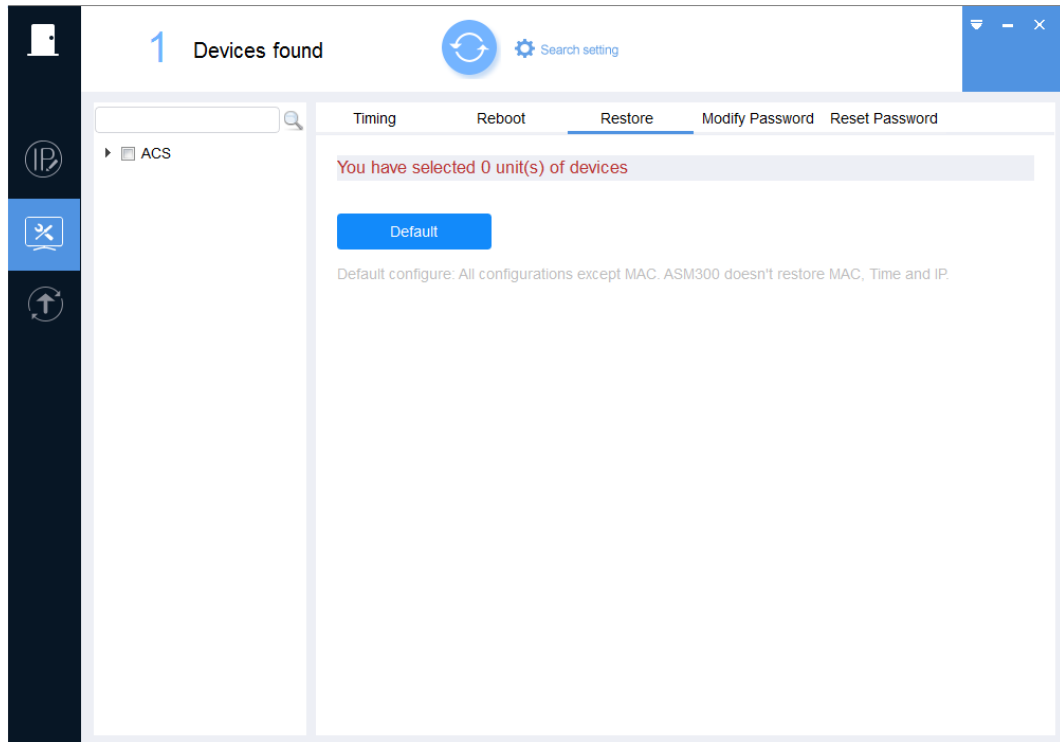 1 Devices found
Search setting
IP
Timing Reboot Restore Modify Password Reset Password
ACS
You have selected 0 unit(s) of devices
Default
Default configure: All configurations except MAC. ASM300 doesn't restore MAC, Time and IP.